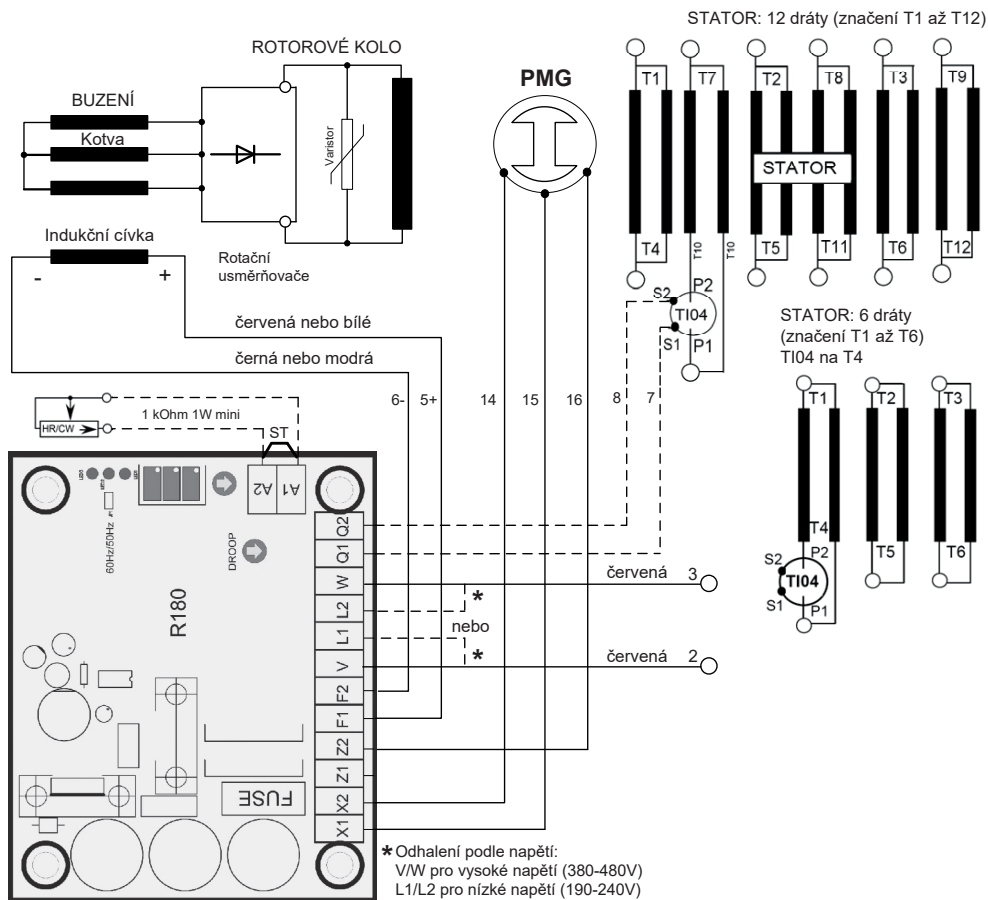 STATOR: 12 dráty (značení T1 až T12)
ROTOROVÉ KOLO
PMG
BUZENÍ
Kotva
Varistor
T1
T7
T2
T8
T3
T9
STATOR
T4
T10
T10
T5
T11
T6
T12
Indukční cívka
-
+
Rotační
usměrňovače
S2
P2
TI04
S1
P1
STATOR: 6 dráty
(značení T1 až T6)
TI04 na T4
červená nebo bílé
černá nebo modrá
6-
5+
14
15
16
8
7
T1
T2
T3
1 kOhm 1W mini
HR/CW
ST
A2
A1
60Hz/50Hz
DROOP
R180
Q2
Q1
W
L2
L1
V
F2
F1
Z2
Z1
X2
X1
T4
T5
T6
S2
P2
TI04
S1
P1
červená
3
*
nebo
*
červená
2
FUSE
* Odhalení podle napětí:
V/W pro vysoké napětí (380-480V)
L1/L2 pro nízké napětí (190-240V)